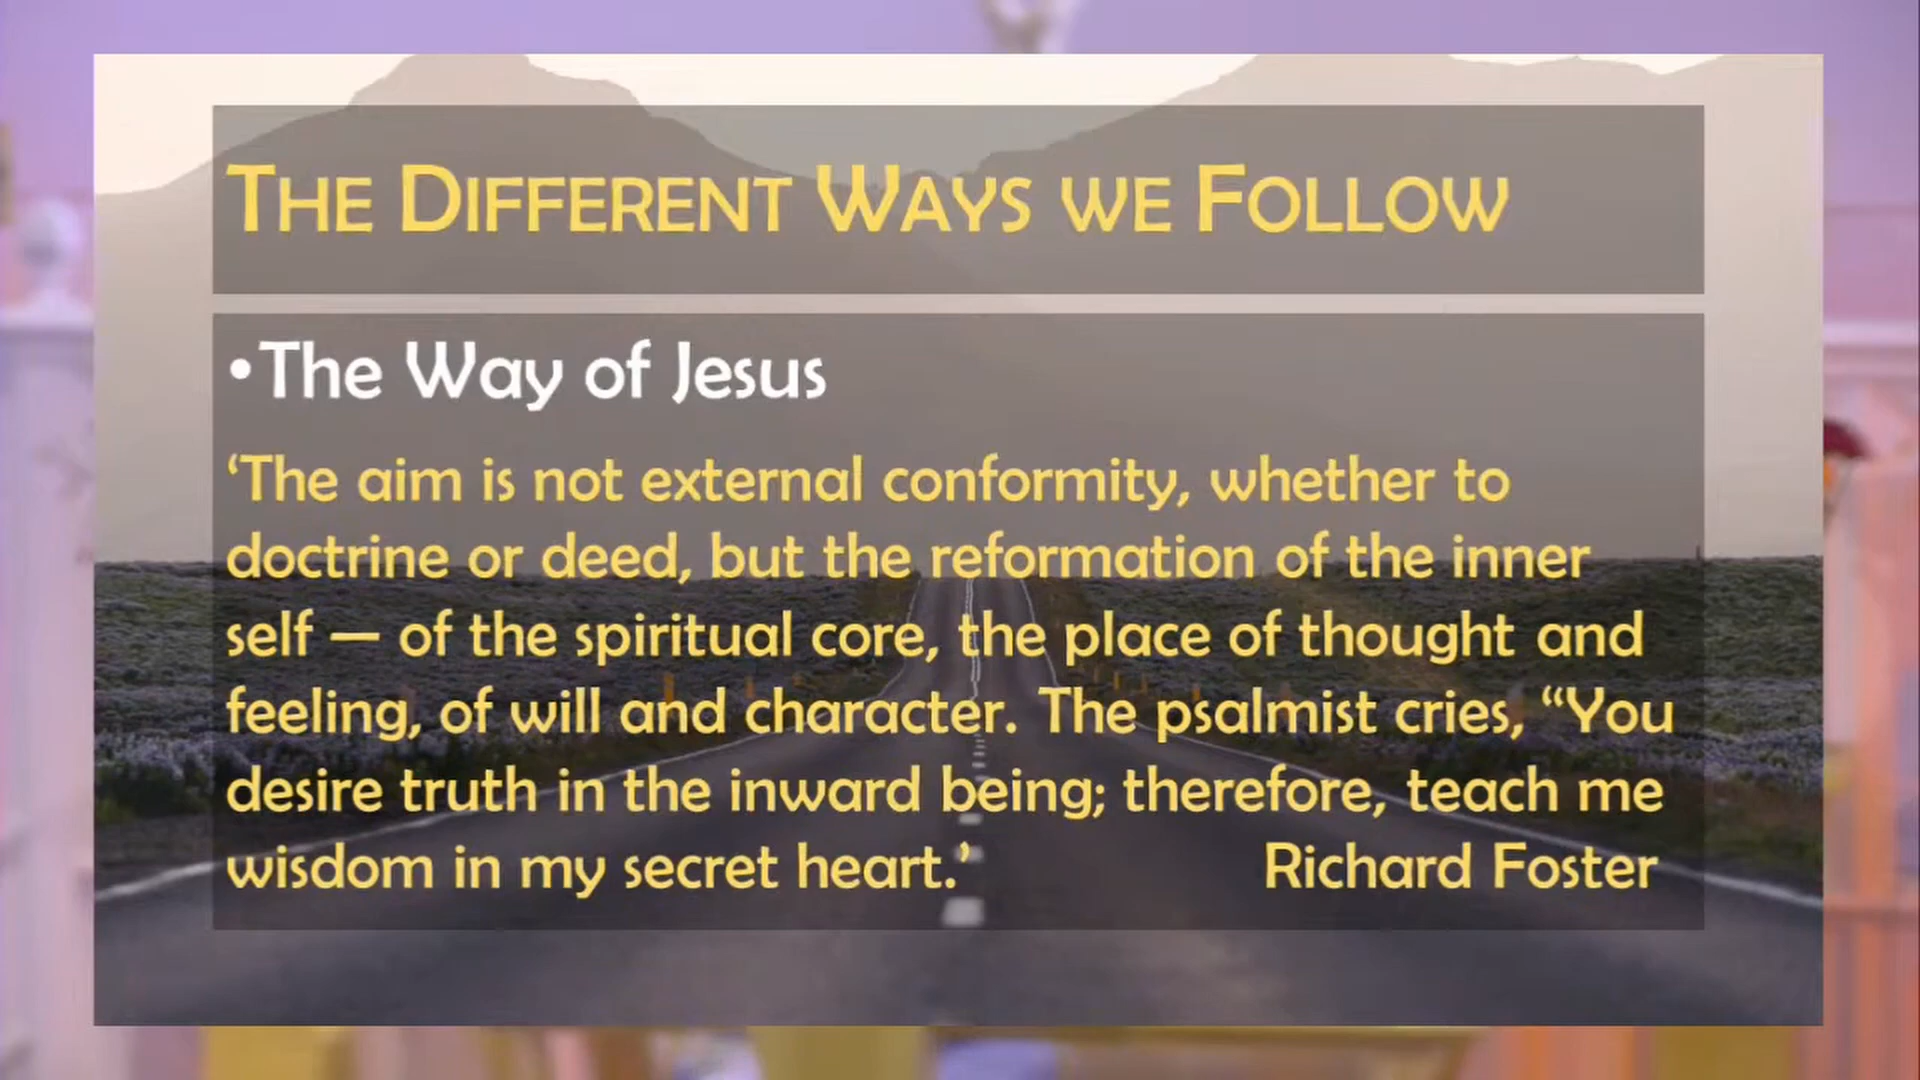 THE DIFFERENT WAYS WE FOLLOW
•The Way of Jesus
‘The aim is not external conformity, whether to
doctrine or deed, but the reformation of the inner
self — of the spiritual core, the place of thought and
feeling, of will and character. The psalmist cries, “You
desire truth in the inward being; therefore, teach me
wisdom in my secret heart.’ Richard Foster